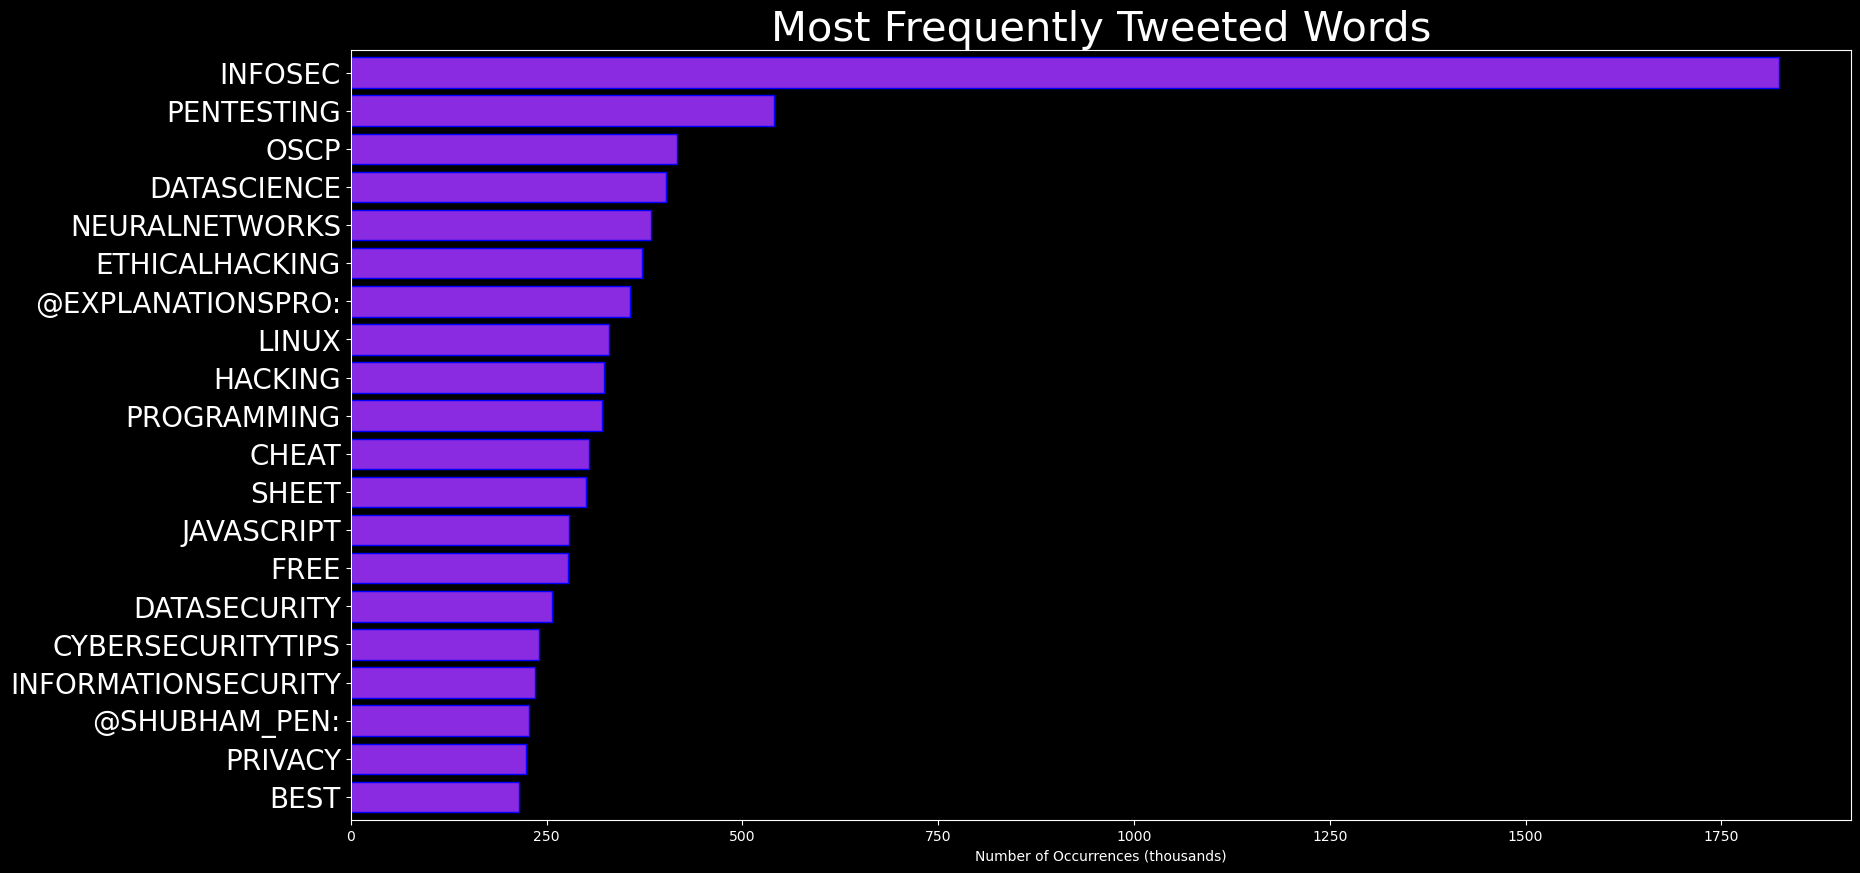 Most Frequently Tweeted Words
INFOSEC
PENTESTING
OSCP
DATASCIENCE
NEURALNETWORKS
ETHICALHACKING
@EXPLANATIONSPRO:
LINUX
HACKING
PROGRAMMING
CHEAT
SHEET
JAVASCRIPT
FREE
DATASECURITY
CYBERSECURITYTIPS
INFORMATIONSECURITY
@SHUBHAM_PEN:
PRIVACY
BEST
0 250 500 750 1000 1250 1500 1750
Number of Occurrences (thousands)